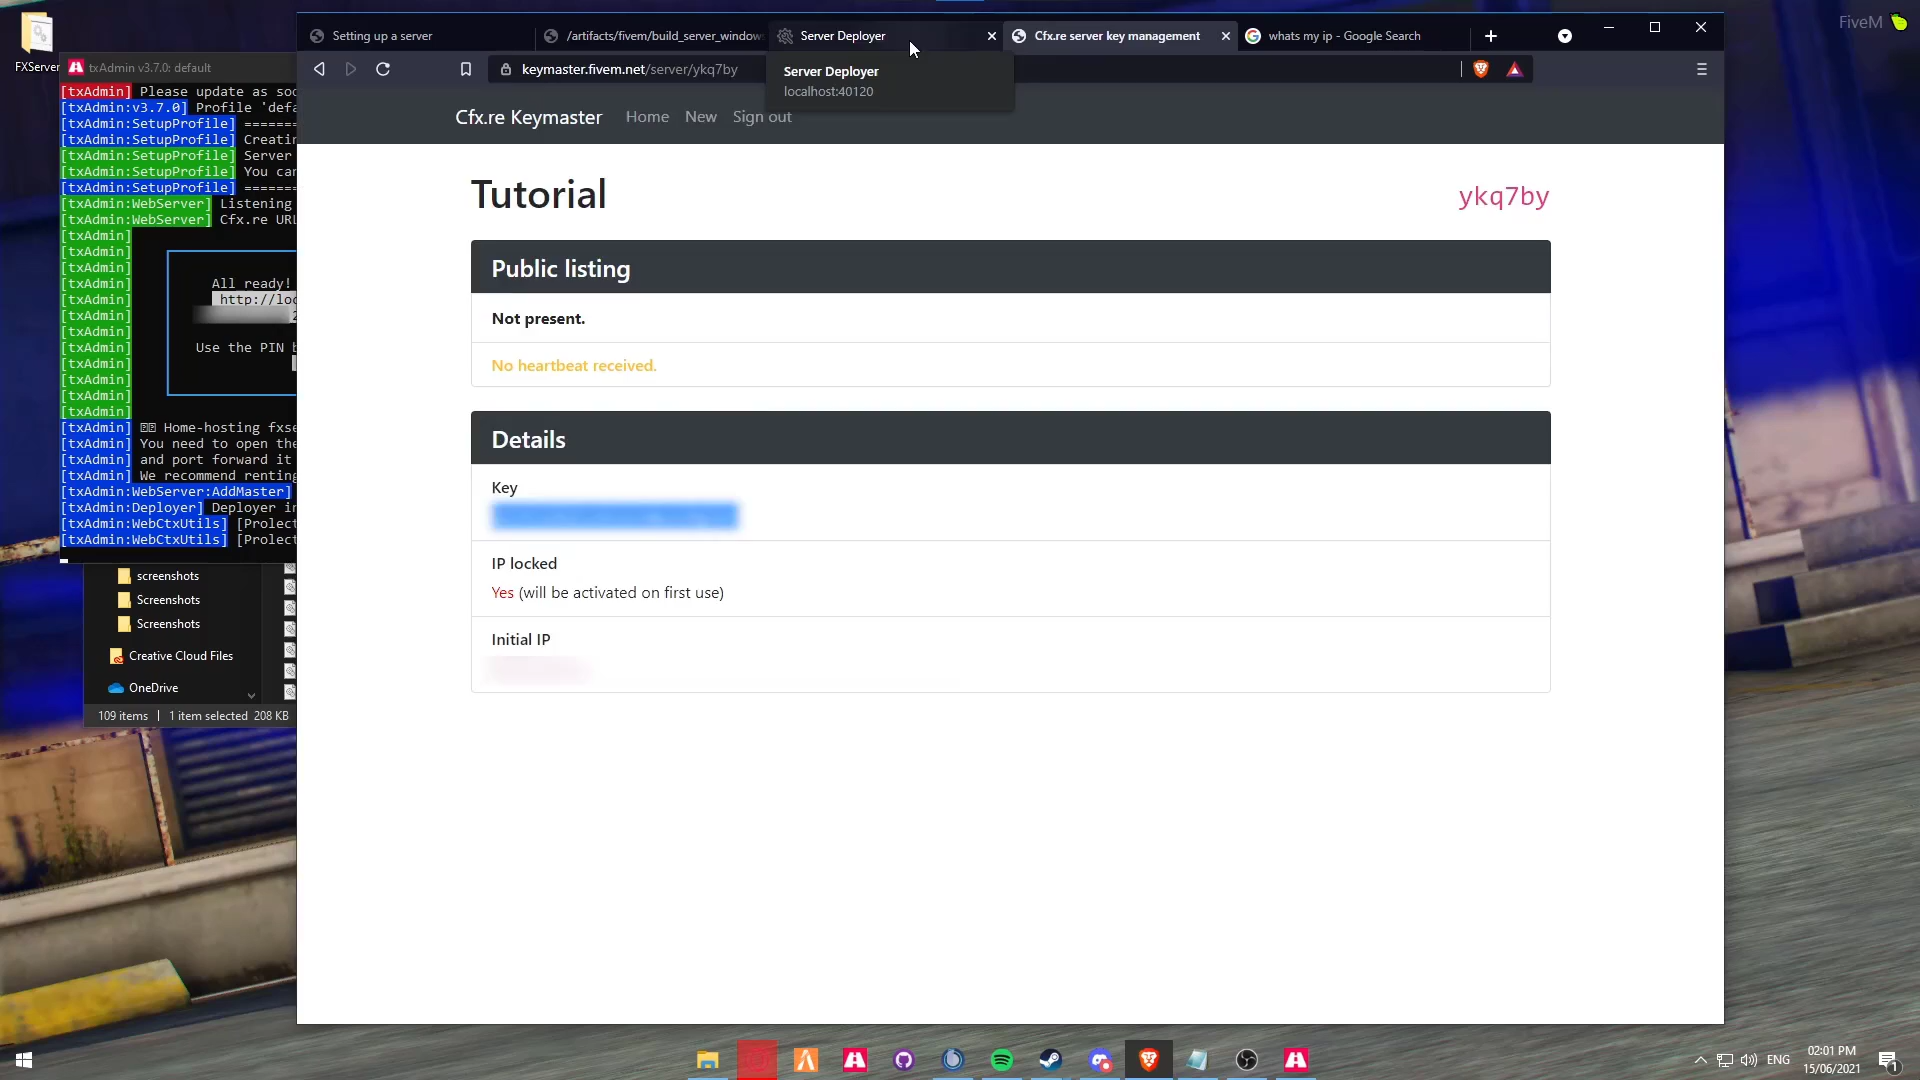 FXServer
txAdmin v3.7.0: default
[txAdmin] Please update as soo
[txAdmin:v3.7.0] Profile 'defa
[txAdmin:SetupProfile] =======
[txAdmin:SetupProfile] Creatin
[txAdmin:SetupProfile] Server
[txAdmin:SetupProfile] You can
[txAdmin:SetupProfile] =======
[txAdmin:WebServer] Listening
[txAdmin:WebServer] Cfx.re URL
[txAdmin]
[txAdmin]
[txAdmin]
[txAdmin] All ready!
[txAdmin] http://loc
[txAdmin]
[txAdmin]
[txAdmin] Use the PIN b
[txAdmin]
[txAdmin]
[txAdmin]
[txAdmin]
[txAdmin] Home-hosting fxse
[txAdmin] You need to open the
[txAdmin] and port forward it
[txAdmin] We recommend renting
[txAdmin:WebServer:AddMaster]
[txAdmin:Deployer] Deployer in
[txAdmin:WebCtxUtils] [Prolect
[txAdmin:WebCtxUtils] [Prolect
screenshots
Screenshots
Screenshots
Creative Cloud Files
OneDrive
109 items | 1 item selected 208 KB
Setting up a server
/artifacts/fivem/build_server_window
Server Deployer
Cfx.re server key management
whats my ip - Google Search
keymaster.fivem.net/server/ykq7by
Server Deployer
localhost:40120
Cfx.re Keymaster Home New Sign out
Tutorial
ykq7by
Public listing
Not present.
No heartbeat received.
Details
Key
IP locked
Yes (will be activated on first use)
Initial IP
FiveM
ENG
02:01 PM
15/06/2021
1